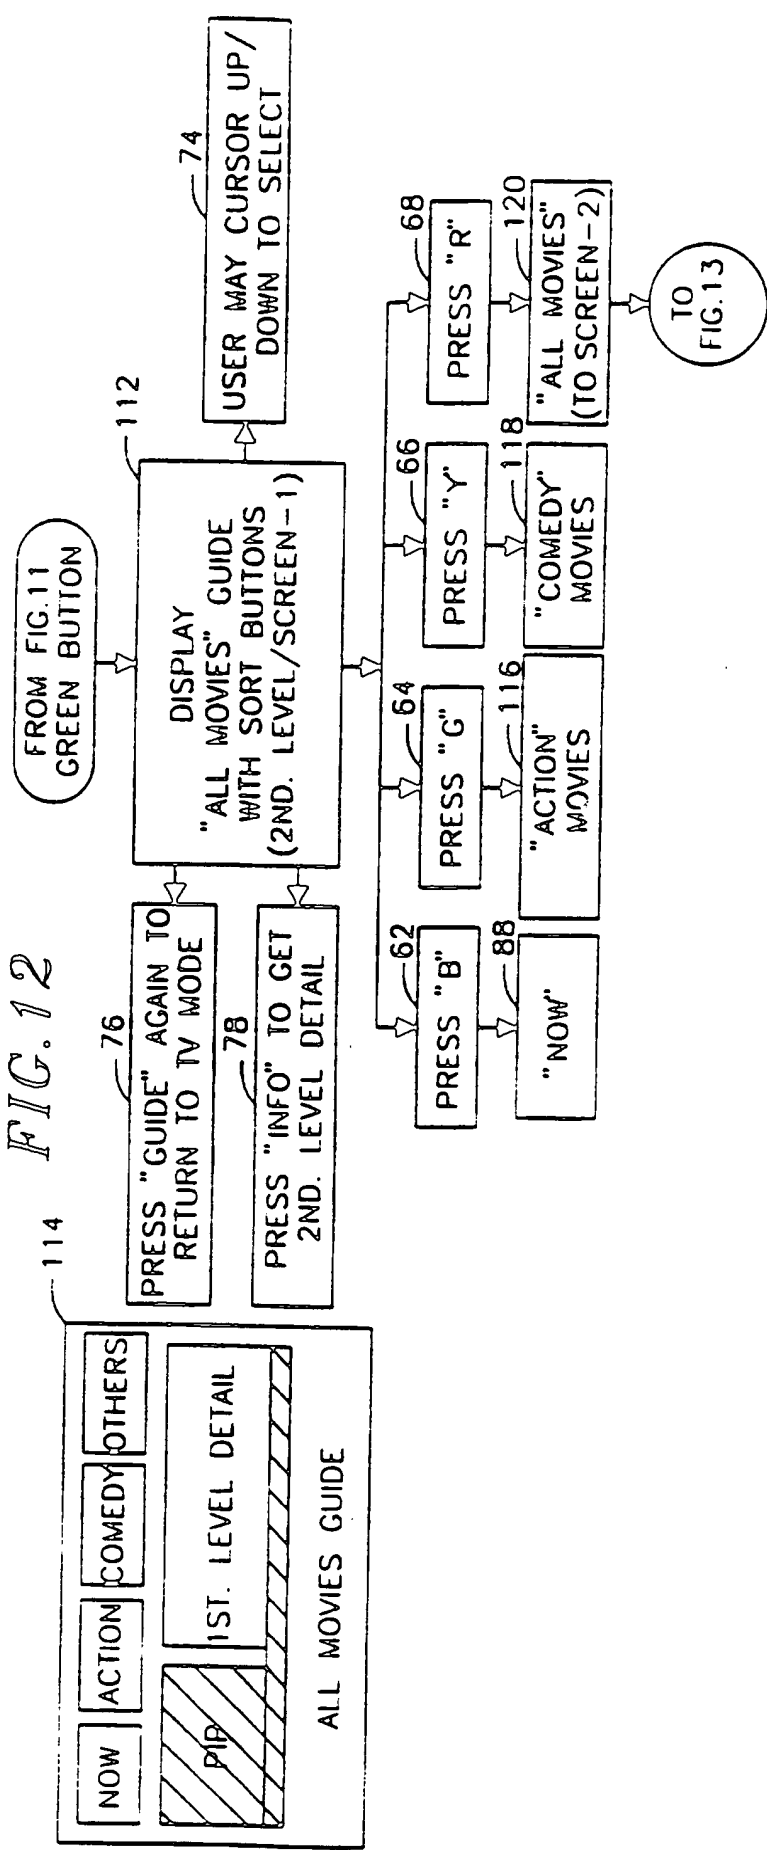 FIG.12
FROM FIG.11
GREEN BUTTON
114
NOW
ACTION
COMEDY
OTHERS
PIP
1ST. LEVEL DETAIL
ALL MOVIES GUIDE
76
PRESS "GUIDE" AGAIN TO
RETURN TO TV MODE
78
PRESS "INFO" TO GET
2ND. LEVEL DETAIL
112
DISPLAY
"ALL MOVIES" GUIDE
WITH SORT BUTTONS
(2ND. LEVEL/SCREEN-1)
74
USER MAY CURSOR UP/
DOWN TO SELECT
62
PRESS "B"
64
PRESS "G"
66
PRESS "Y"
68
PRESS "R"
88
"NOW"
116
"ACTION"
MOVIES
118
"COMEDY"
MOVIES
120
"ALL MOVIES"
(TO SCREEN-2)
TO
FIG.13